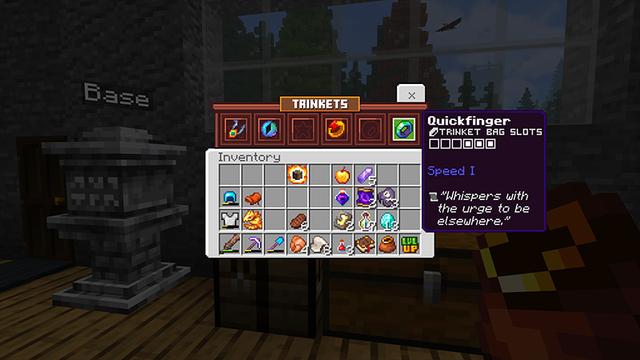 Base
TRINKETS
×
Inventory
Quickfinger
TRINKET BAG SLOTS
Speed I
"Whispers with
the urge to be
elsewhere."
LVL
UP